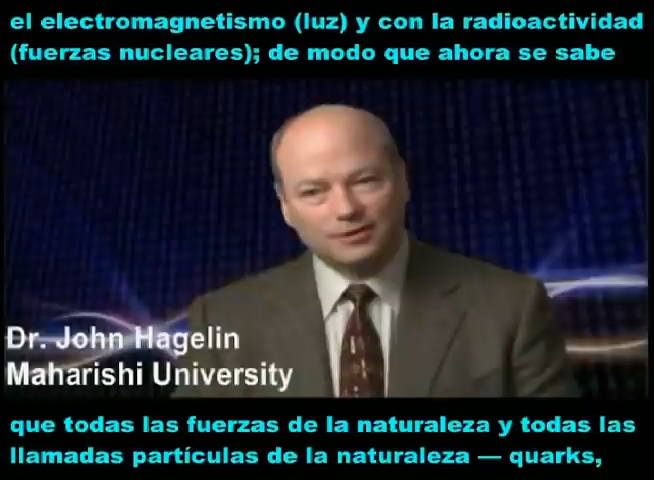 el electromagnetismo (luz) y con la radioactividad
(fuerzas nucleares); de modo que ahora se sabe
Dr. John Hagelin
Maharishi University
que todas las fuerzas de la naturaleza y todas las
llamadas partículas de la naturaleza — quarks,